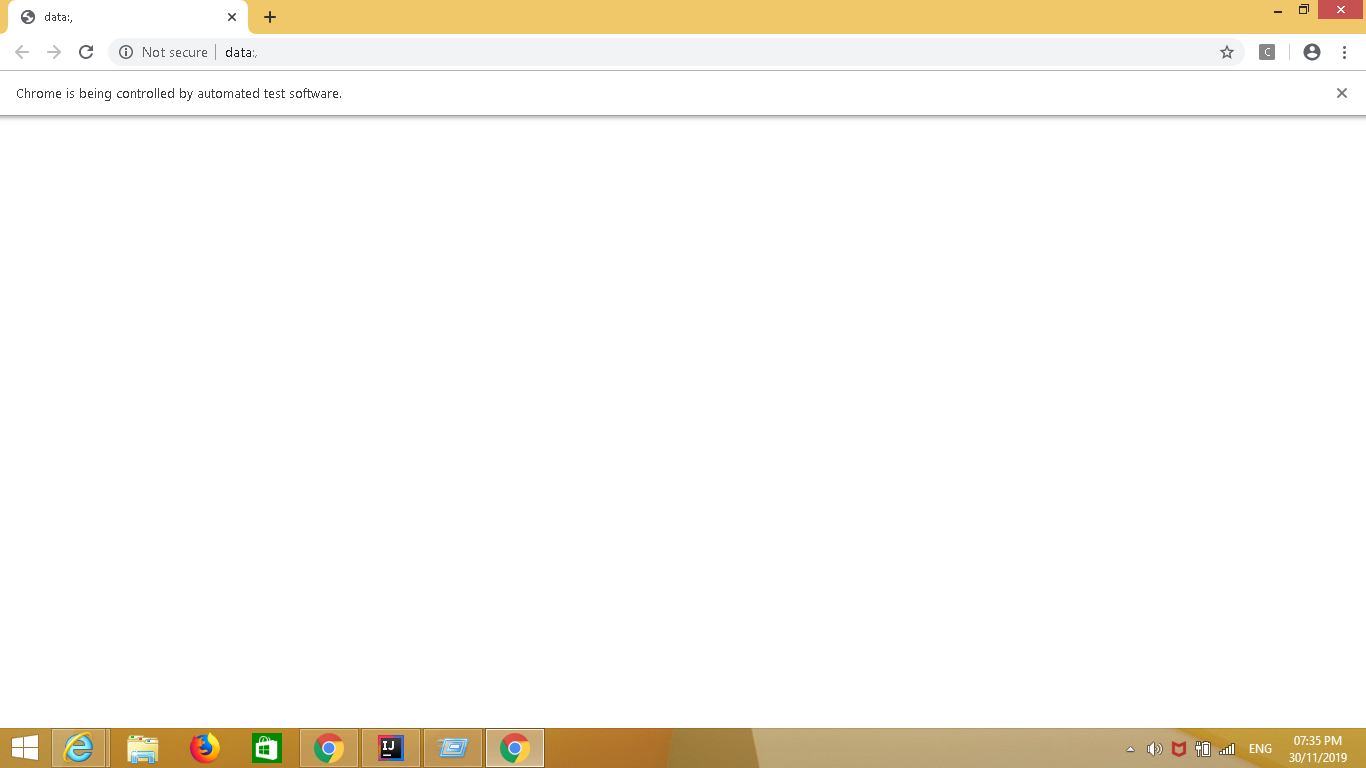 data:,
Not secure
data:,
C
Chrome is being controlled by automated test software.
IJ
ENG
07:35 PM
30/11/2019